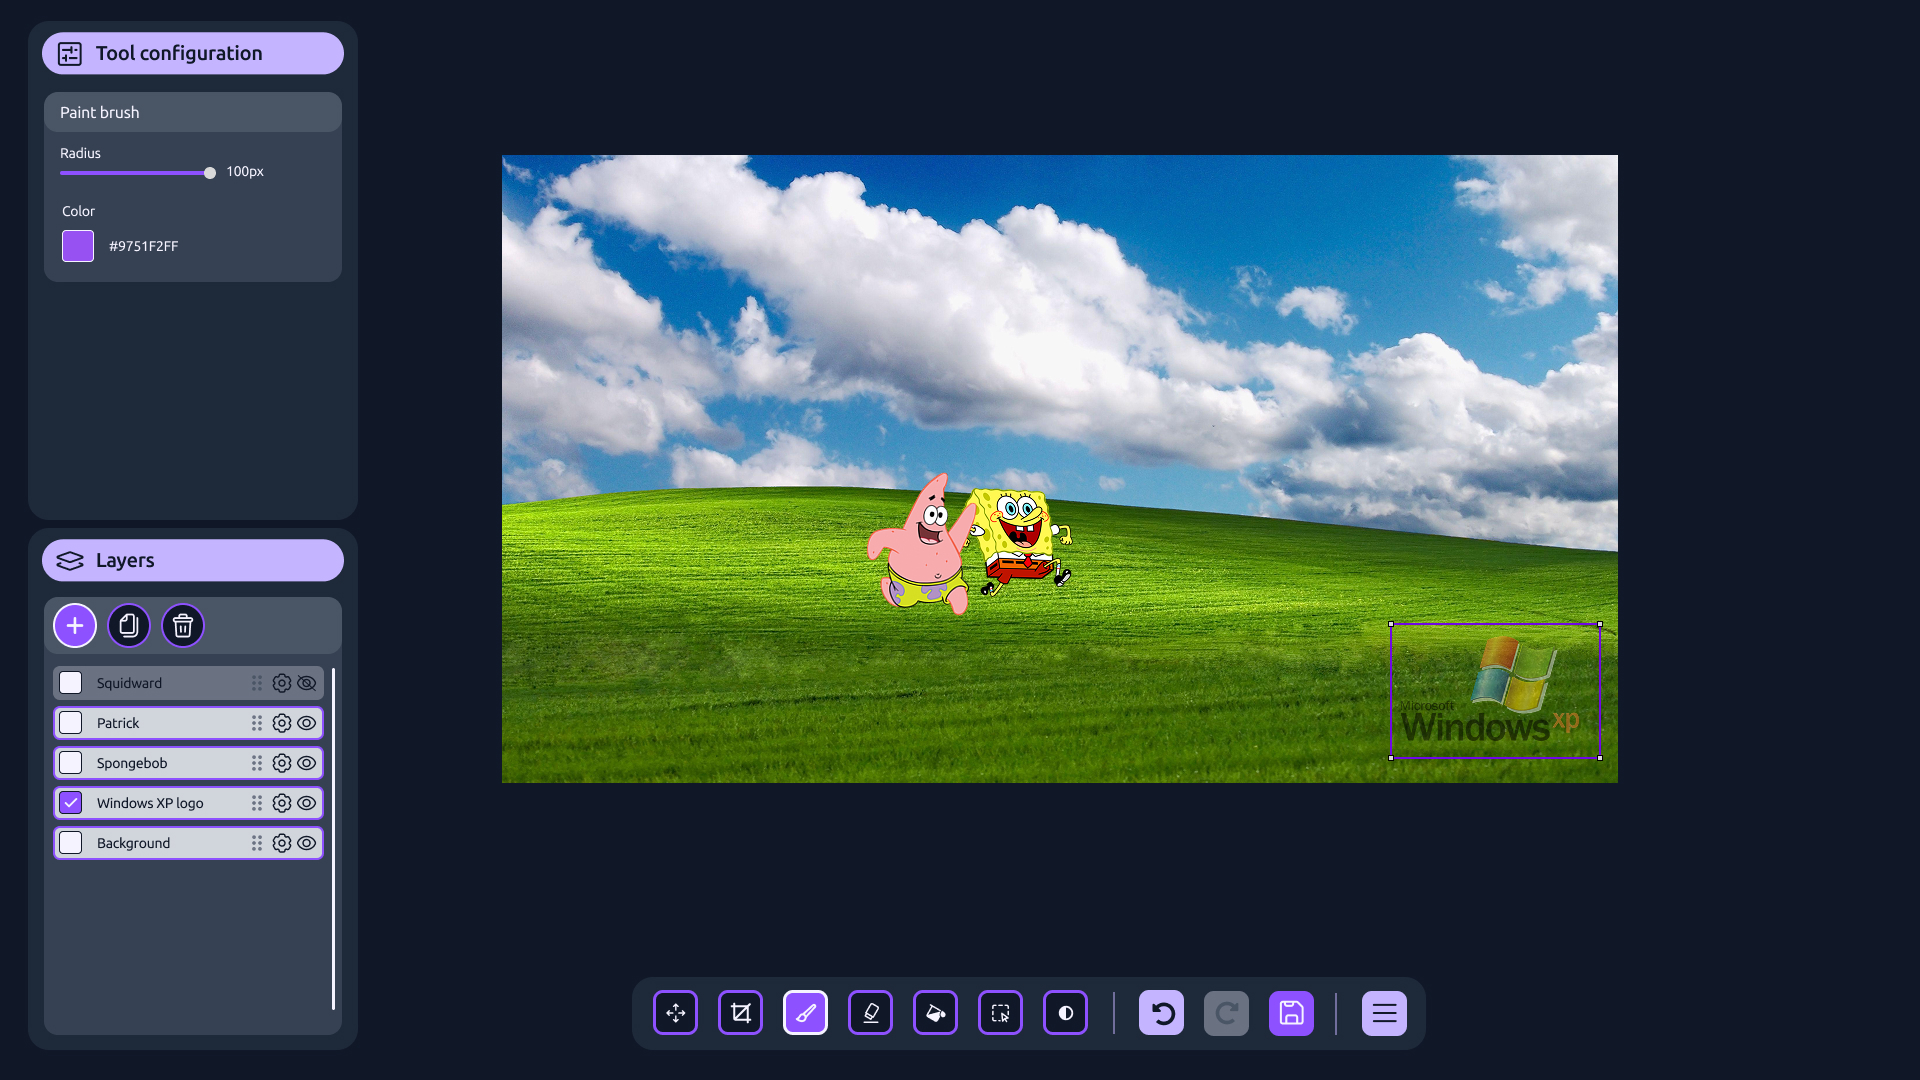 Tool configuration
Paint brush
Radius
100px
Color
#9751F2FF
Layers
Squidward
Patrick
Spongebob
Windows XP logo
Background
Microsoft
Windows xp